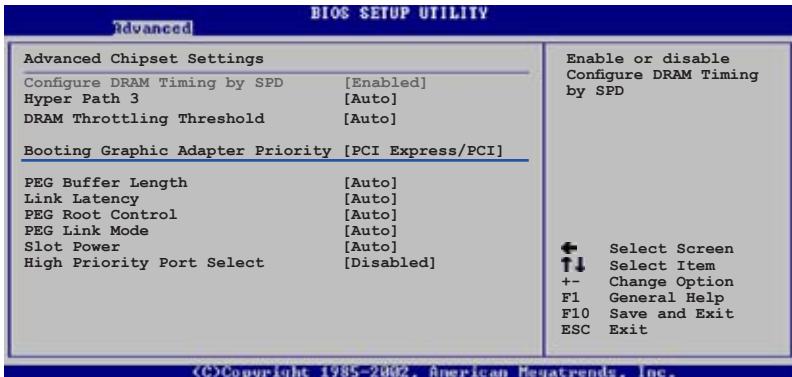 BIOS SETUP UTILITY
Advanced
Advanced Chipset Settings
Configure DRAM Timing by SPD [Enabled]
Hyper Path 3 [Auto]
DRAM Throttling Threshold [Auto]
Booting Graphic Adapter Priority [PCI Express/PCI]
PEG Buffer Length [Auto]
Link Latency [Auto]
PEG Root Control [Auto]
PEG Link Mode [Auto]
Slot Power [Auto]
High Priority Port Select [Disabled]
Enable or disable
Configure DRAM Timing
by SPD
← Select Screen
↑↓ Select Item
+- Change Option
F1 General Help
F10 Save and Exit
ESC Exit
(C)Copyright 1985-2002, American Megatrends, Inc.